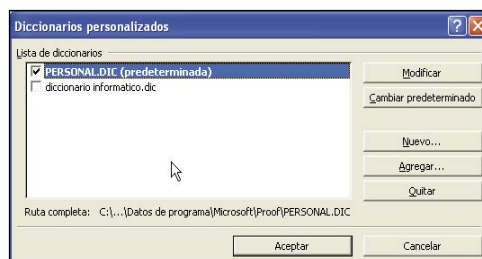 Diccionarios personalizados
Lista de diccionarios
PERSONAL.DIC (predeterminada)
diccionario informatico.dic
Modificar
Cambiar predeterminado
Nuevo...
Agregar...
Quitar
Ruta completa: C:\...\Datos de programa\Microsoft\Proof\PERSONAL.DIC
Aceptar
Cancelar